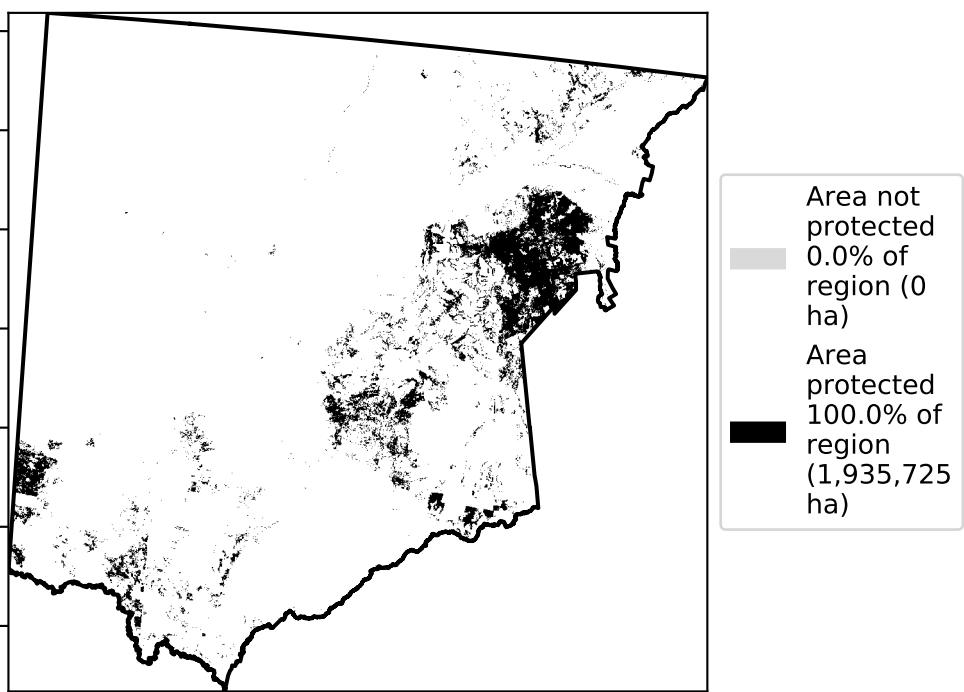 Area not
protected
0.0% of
region (0
ha)
Area
protected
100.0% of
region
(1,935,725
ha)